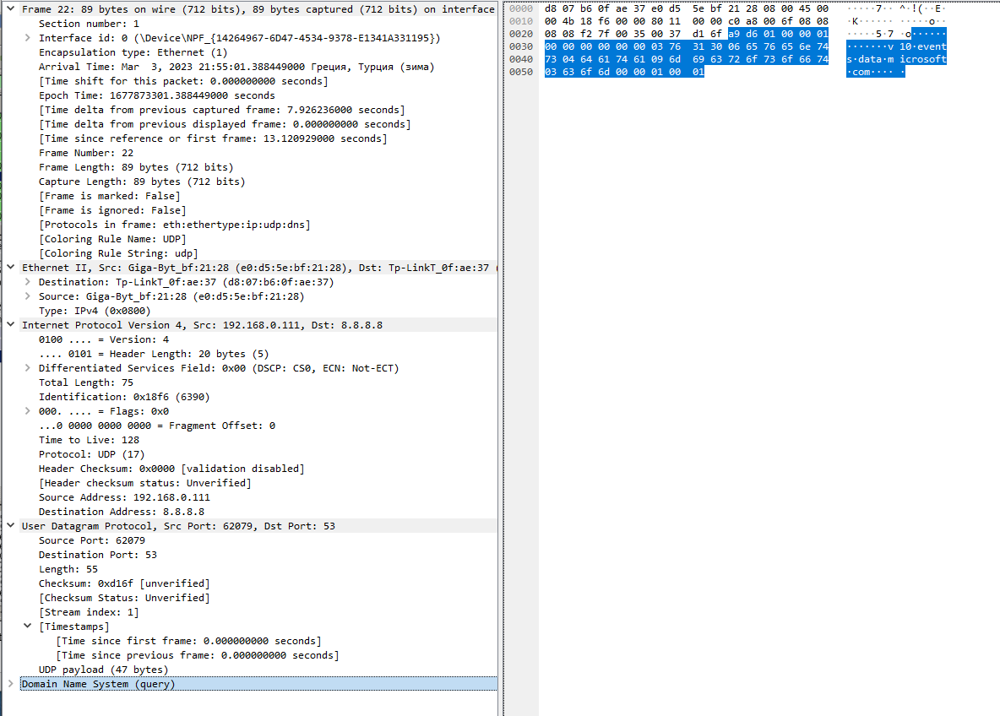 Frame 22: 89 bytes on wire (712 bits), 89 bytes captured (712 bits) on interface
Section number: 1
Interface id: 0 (\Device\NPF_{14264967-6D47-4534-9378-E1341A331195})
Encapsulation type: Ethernet (1)
Arrival Time: Mar  3, 2023 21:55:01.388449000 Греция, Турция (зима)
[Time shift for this packet: 0.000000000 seconds]
Epoch Time: 1677873301.388449000 seconds
[Time delta from previous captured frame: 7.926236000 seconds]
[Time delta from previous displayed frame: 0.000000000 seconds]
[Time since reference or first frame: 13.120929000 seconds]
Frame Number: 22
Frame Length: 89 bytes (712 bits)
Capture Length: 89 bytes (712 bits)
[Frame is marked: False]
[Frame is ignored: False]
[Protocols in frame: eth:ethertype:ip:udp:dns]
[Coloring Rule Name: UDP]
[Coloring Rule String: udp]
Ethernet II, Src: Giga-Byt_bf:21:28 (e0:d5:5e:bf:21:28), Dst: Tp-LinkT_0f:ae:37 (
Destination: Tp-LinkT_0f:ae:37 (d8:07:b6:0f:ae:37)
Source: Giga-Byt_bf:21:28 (e0:d5:5e:bf:21:28)
Type: IPv4 (0x0800)
Internet Protocol Version 4, Src: 192.168.0.111, Dst: 8.8.8.8
0100 .... = Version: 4
.... 0101 = Header Length: 20 bytes (5)
Differentiated Services Field: 0x00 (DSCP: CS0, ECN: Not-ECT)
Total Length: 75
Identification: 0x18f6 (6390)
000. .... = Flags: 0x0
...0 0000 0000 0000 = Fragment Offset: 0
Time to Live: 128
Protocol: UDP (17)
Header Checksum: 0x0000 [validation disabled]
[Header checksum status: Unverified]
Source Address: 192.168.0.111
Destination Address: 8.8.8.8
User Datagram Protocol, Src Port: 62079, Dst Port: 53
Source Port: 62079
Destination Port: 53
Length: 55
Checksum: 0xd16f [unverified]
[Checksum Status: Unverified]
[Stream index: 1]
[Timestamps]
[Time since first frame: 0.000000000 seconds]
[Time since previous frame: 0.000000000 seconds]
UDP payload (47 bytes)
Domain Name System (query)
0000 d8 07 b6 0f ae 37 e0 d5 5e bf 21 28 08 00 45 00 ·····7·· ^·!(··E·
0010 00 4b 18 f6 00 00 80 11 00 00 c0 a8 00 6f 08 08 ·K······ ·····o··
0020 08 08 f2 7f 00 35 00 37 d1 6f a9 d6 01 00 00 01 ·····5·7 ·o······
0030 00 00 00 00 00 00 03 76 31 30 06 65 76 65 6e 74 ·······v 10·event
0040 73 04 64 61 74 61 09 6d 69 63 72 6f 73 6f 66 74 s·data·m icrosoft
0050 03 63 6f 6d 00 00 01 00 01 ·com···· ·